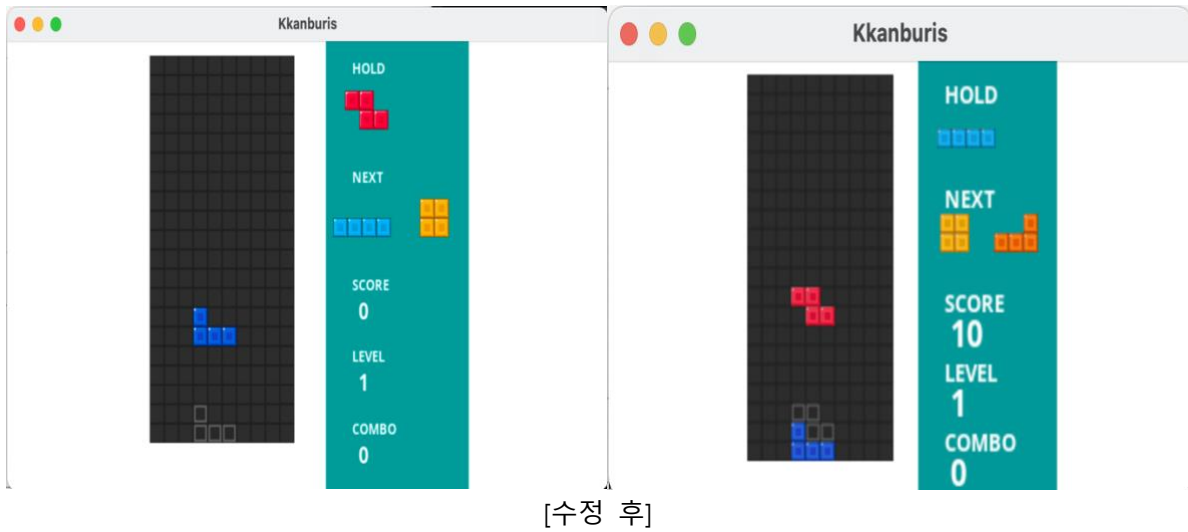 Kkanburis
HOLD
NEXT
SCORE
0
LEVEL
1
COMBO
0
Kkanburis
HOLD
NEXT
SCORE
10
LEVEL
1
COMBO
0
[수정 후]